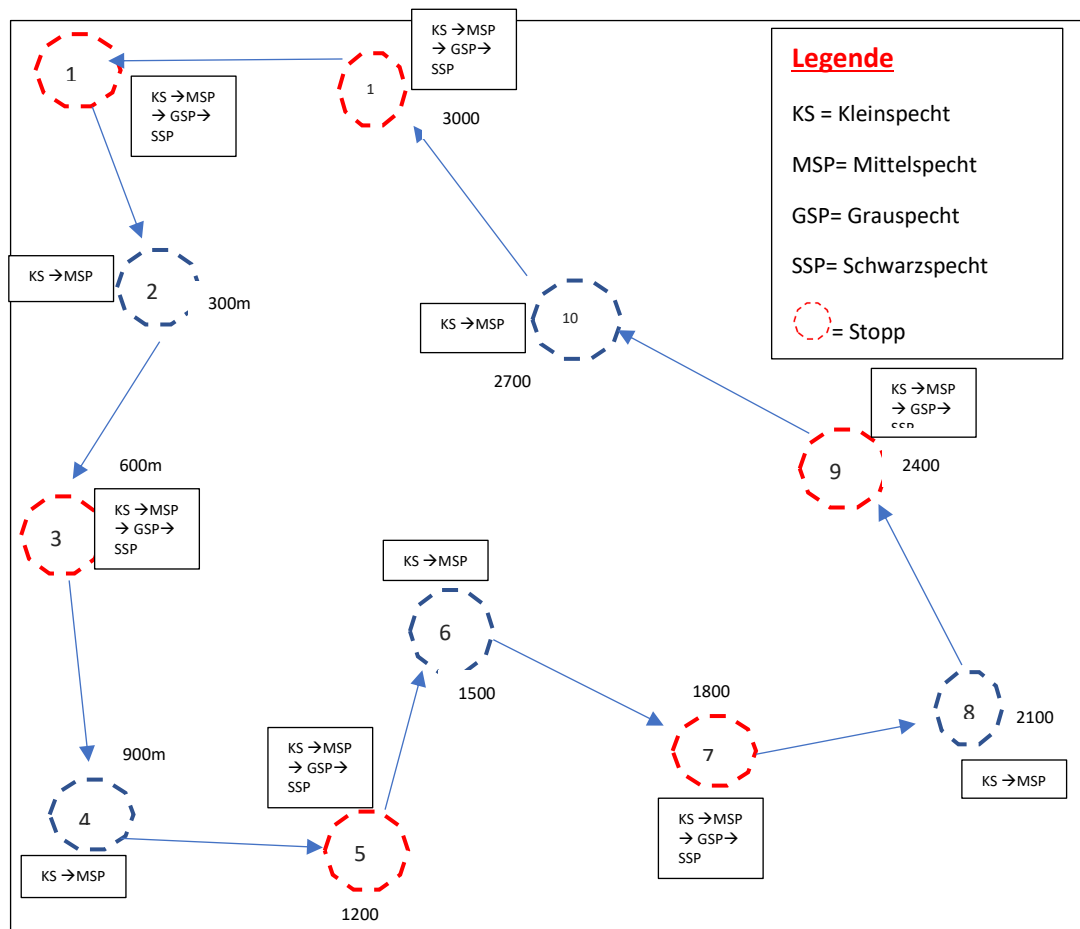 KS →MSP
→ GSP→
SSP
1
KS →MSP
→ GSP→
SSP
1
3000
Legende
KS = Kleinspecht
MSP= Mittelspecht
GSP= Grauspecht
SSP= Schwarzspecht
= Stopp
KS →MSP
2
300m
KS →MSP
10
2700
KS →MSP
→ GSP→
SSP
9
2400
600m
3
KS →MSP
→ GSP→
SSP
KS →MSP
6
1500
1800
7
KS →MSP
→ GSP→
SSP
8
2100
KS →MSP
900m
4
KS →MSP
KS →MSP
→ GSP→
SSP
5
1200